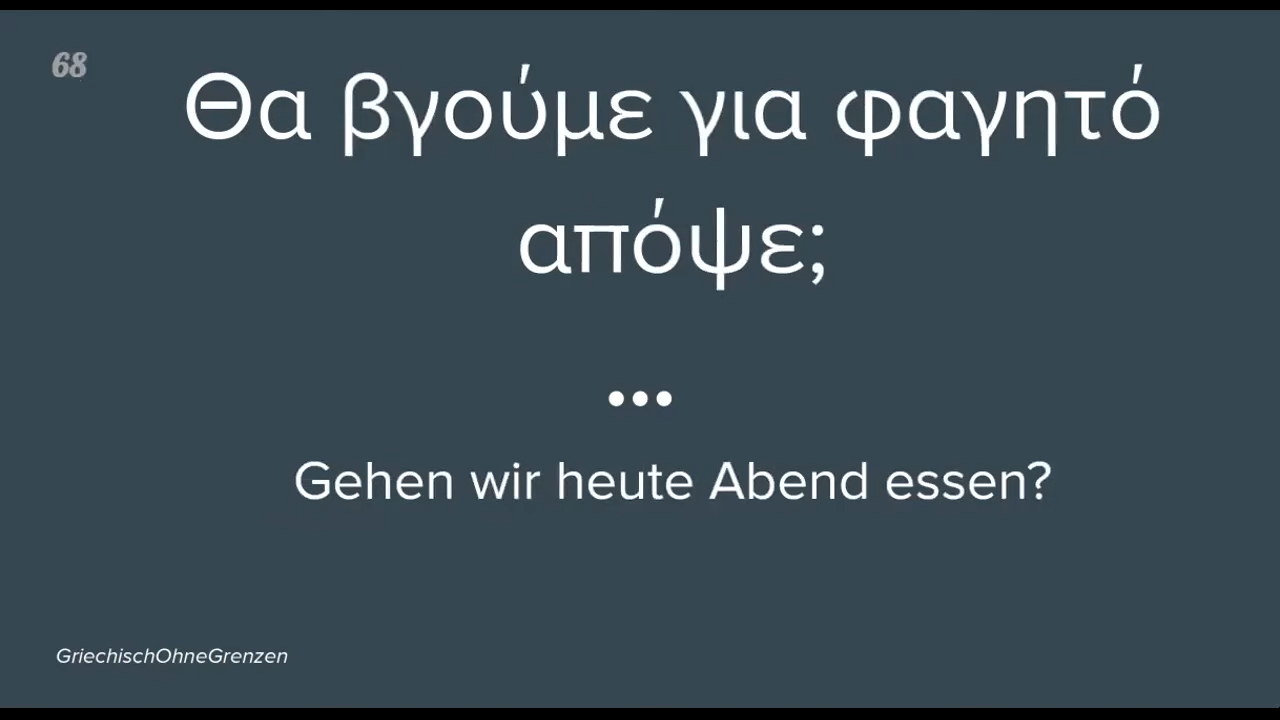 68
Θα βγούμε για φαγητό
απόψε;
...
Gehen wir heute Abend essen?
GriechischOhneGrenzen